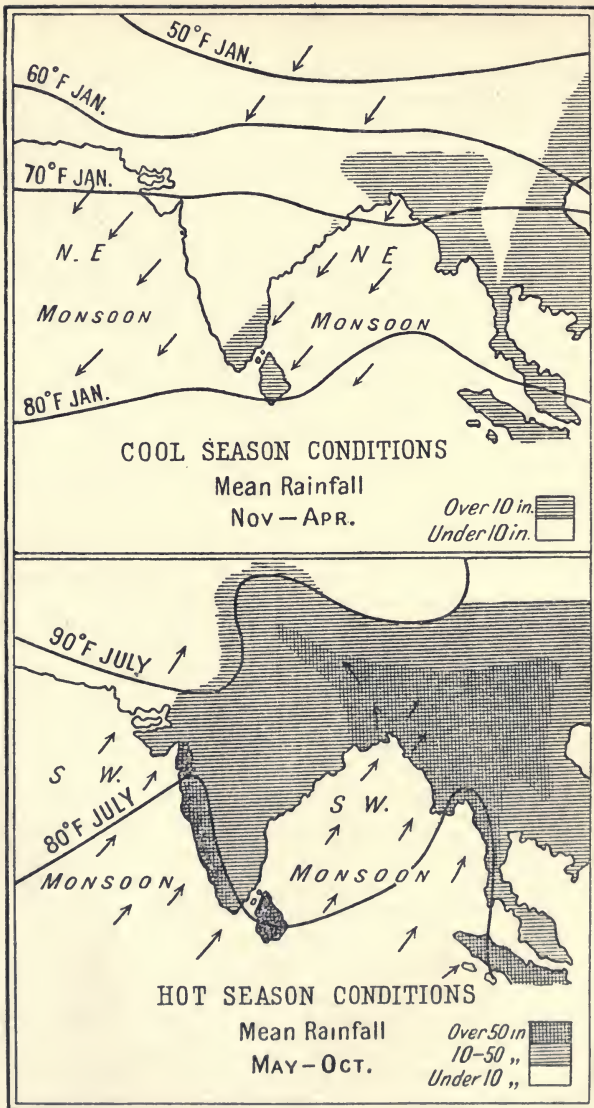 50°F JAN.
60°F JAN.
70°F JAN.
N. E
MONSOON
N E
MONSOON
80°F JAN.
COOL SEASON CONDITIONS
Mean Rainfall
NOV–APR.
Over 10 in.
Under 10 in.
90°F JULY
S W.
80°F JULY
MONSOON
S W.
MONSOON
HOT SEASON CONDITIONS
Mean Rainfall
MAY–OCT.
Over 50 in
10–50 „
Under 10 „